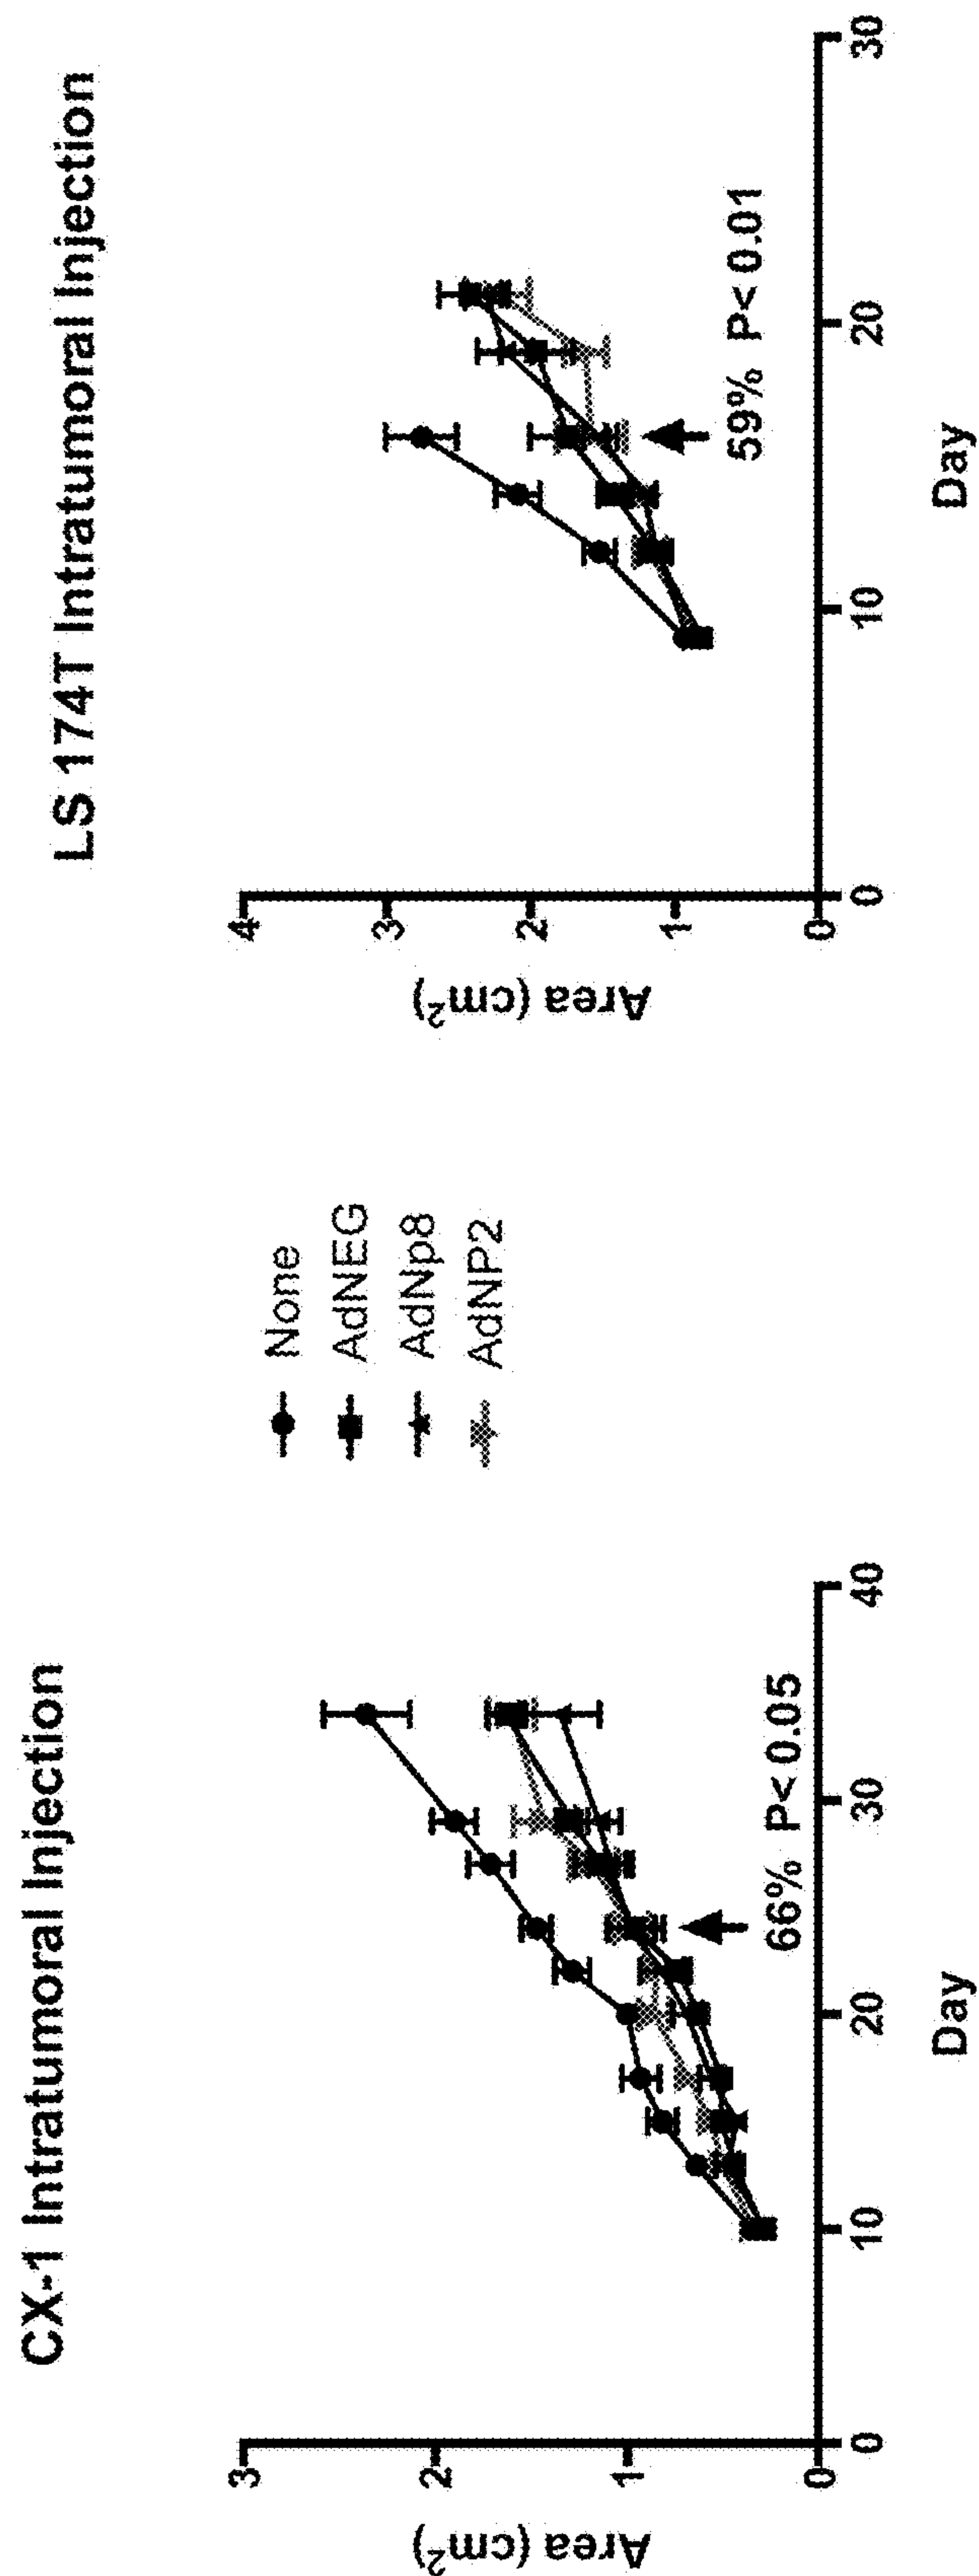 CX-1 Intratumoral Injection
3
2
1
0
Area (cm²)
0
10
20
30
40
Day
66% P< 0.05
None
AdNEG
AdNp8
AdNP2
LS 174T Intratumoral Injection
4
3
2
1
0
Area (cm²)
0
10
20
30
Day
59% P< 0.01